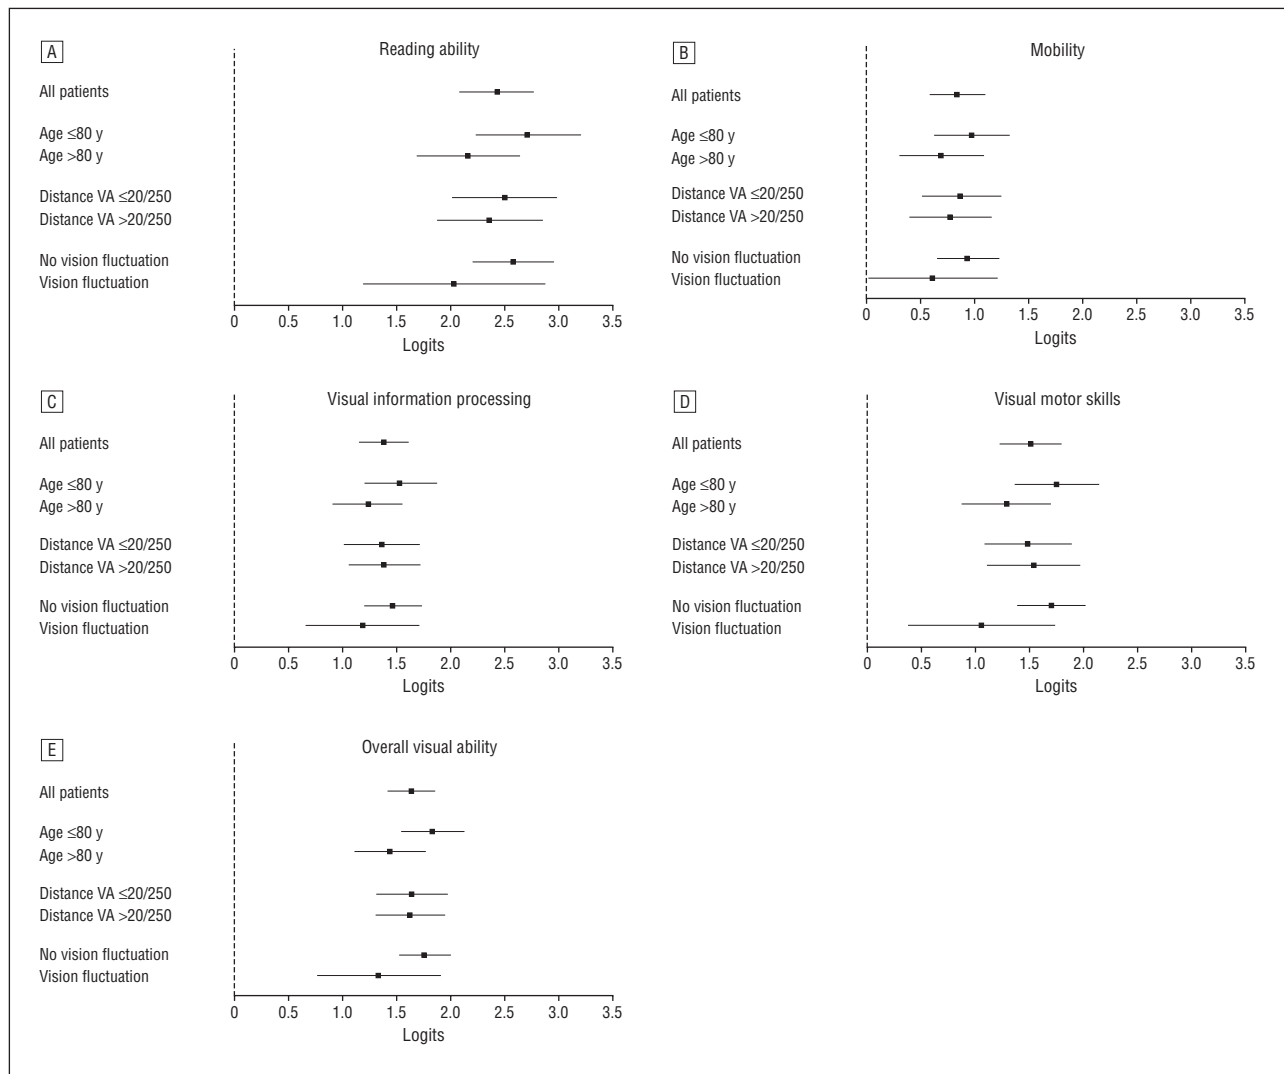 A
Reading ability
All patients
Age ≤80 y
Age >80 y
Distance VA ≤20/250
Distance VA >20/250
No vision fluctuation
Vision fluctuation
0 0.5 1.0 1.5 2.0 2.5 3.0 3.5
Logits
B
Mobility
All patients
Age ≤80 y
Age >80 y
Distance VA ≤20/250
Distance VA >20/250
No vision fluctuation
Vision fluctuation
0 0.5 1.0 1.5 2.0 2.5 3.0 3.5
Logits
C
Visual information processing
All patients
Age ≤80 y
Age >80 y
Distance VA ≤20/250
Distance VA >20/250
No vision fluctuation
Vision fluctuation
0 0.5 1.0 1.5 2.0 2.5 3.0 3.5
Logits
D
Visual motor skills
All patients
Age ≤80 y
Age >80 y
Distance VA ≤20/250
Distance VA >20/250
No vision fluctuation
Vision fluctuation
0 0.5 1.0 1.5 2.0 2.5 3.0 3.5
Logits
E
Overall visual ability
All patients
Age ≤80 y
Age >80 y
Distance VA ≤20/250
Distance VA >20/250
No vision fluctuation
Vision fluctuation
0 0.5 1.0 1.5 2.0 2.5 3.0 3.5
Logits